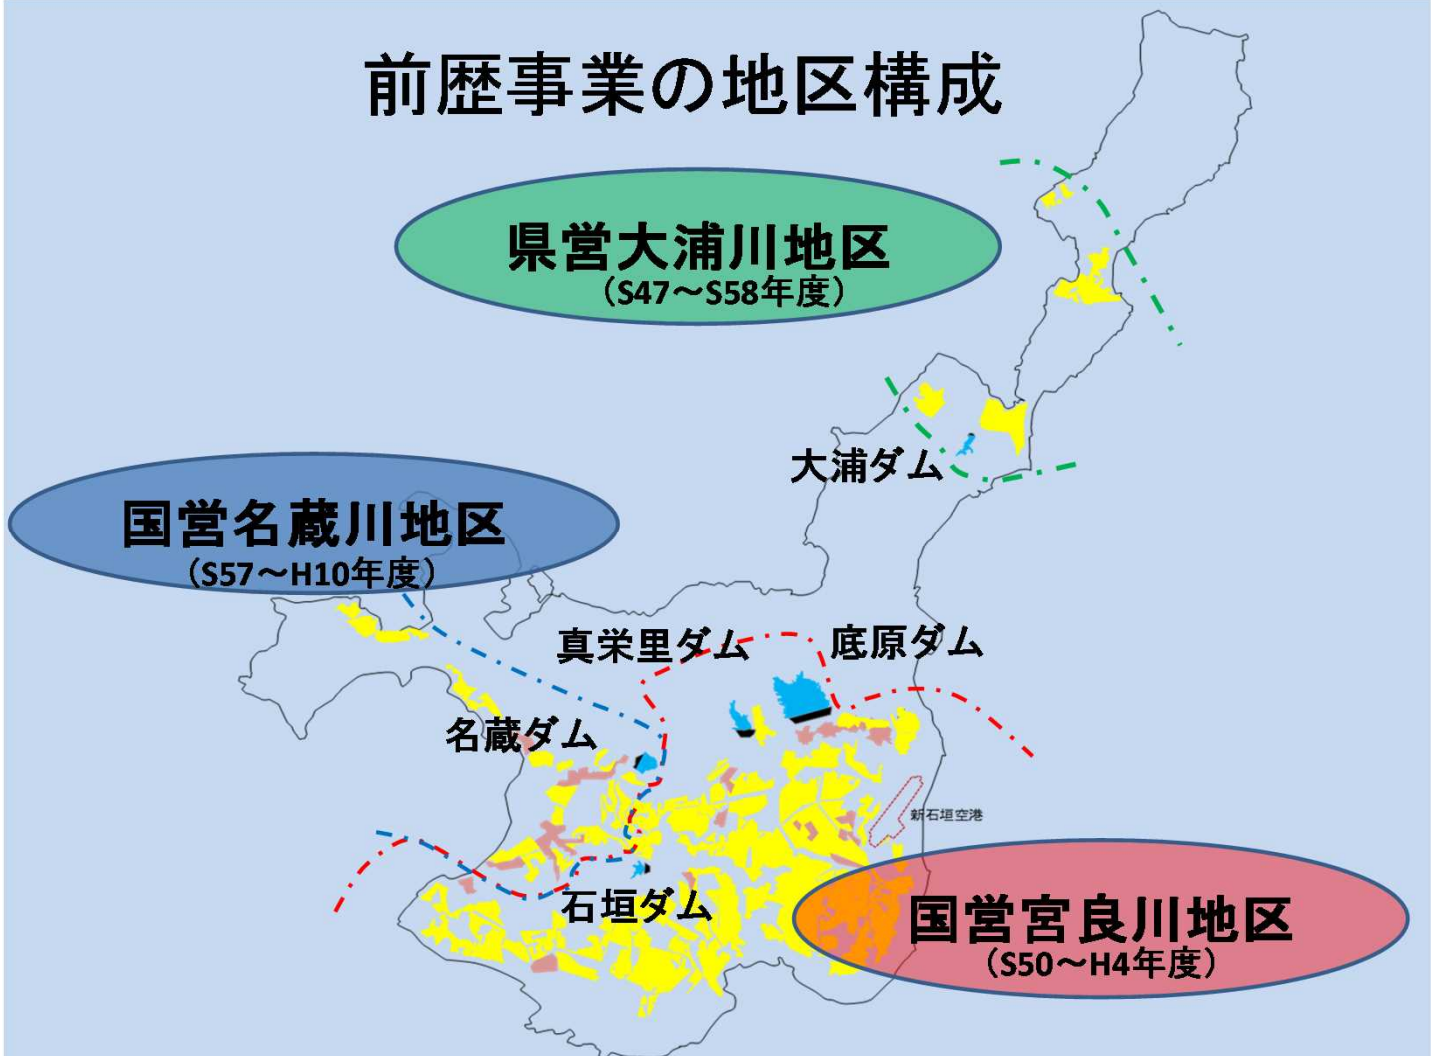 前歴事業の地区構成
県営大浦川地区
（S47～S58年度）
大浦ダム
国営名蔵川地区
（S57～H10年度）
真栄里ダム
底原ダム
名蔵ダム
新石垣空港
石垣ダム
国営宮良川地区
（S50～H4年度）